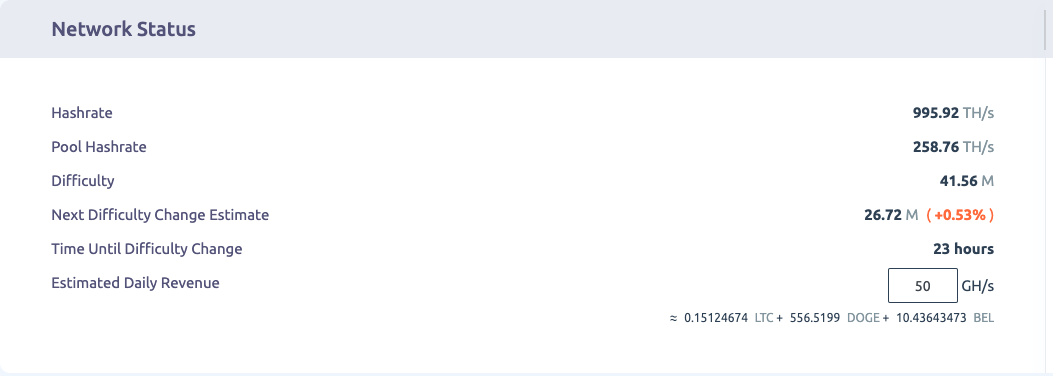 Network Status
Hashrate 995.92 TH/s
Pool Hashrate 258.76 TH/s
Difficulty 41.56 M
Next Difficulty Change Estimate 26.72 M ( +0.53% )
Time Until Difficulty Change 23 hours
Estimated Daily Revenue 50 GH/s
≈ 0.15124674 LTC + 556.5199 DOGE + 10.43643473 BEL